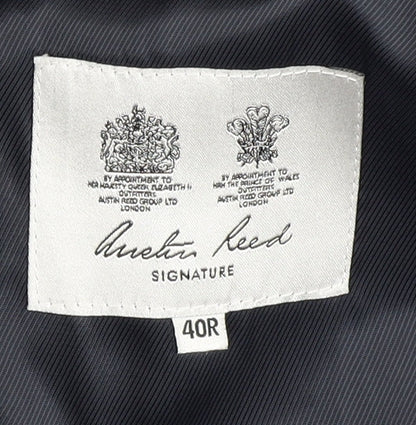 BY APPOINTMENT TO
HER MAJESTY QUEEN ELIZABETH II
OUTFITTERS
AUSTIN REED GROUP LTD
LONDON
BY APPOINTMENT TO
HRH THE PRINCE OF WALES
OUTFITTERS
AUSTIN REED GROUP LTD
LONDON
Austin Reed
SIGNATURE
40R